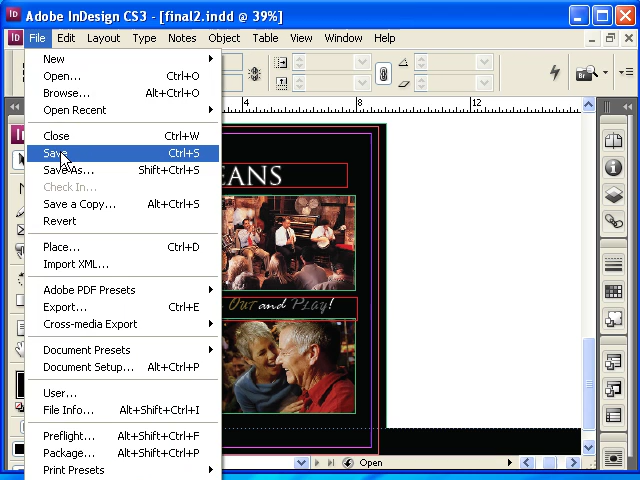 Adobe InDesign CS3 - [final2.indd @ 39%]
File Edit Layout Type Notes Object Table View Window Help
New
Open... Ctrl+O
Browse... Alt+Ctrl+O
Open Recent
Close Ctrl+W
Save Ctrl+S
Save As... Shift+Ctrl+S
Check In...
Save a Copy... Alt+Ctrl+S
Revert
Place... Ctrl+D
Import XML...
Adobe PDF Presets
Export... Ctrl+E
Cross-media Export
Document Presets
Document Setup... Alt+Ctrl+P
User...
File Info... Alt+Shift+Ctrl+I
Preflight... Alt+Shift+Ctrl+F
Package... Alt+Shift+Ctrl+P
Print Presets
Br
4 8 12
EANS
Out and Play!
Open